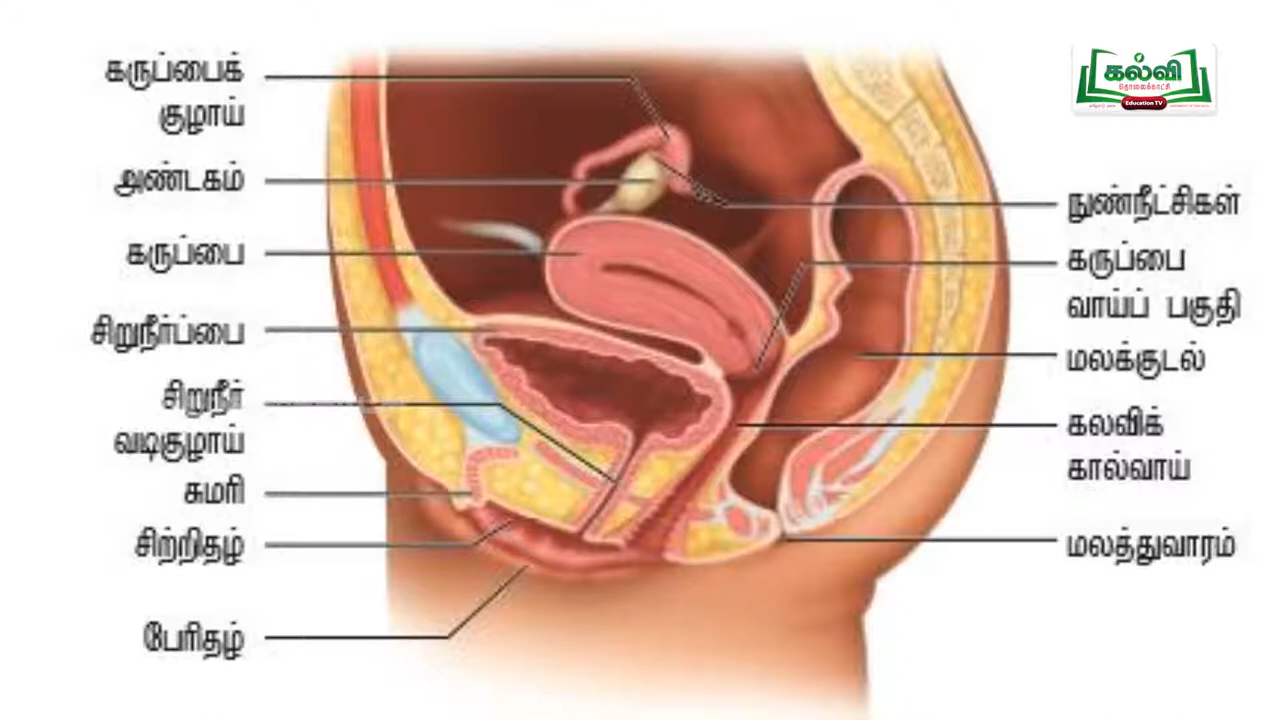 கருப்பைக்
குழாய்
அண்டகம்
கருப்பை
சிறுநீர்ப்பை
சிறுநீர்
வடிகுழாய்
சுமரி
சிற்றிதழ்
பேரிதழ்
கல்வி
தொலைக்காட்சி
Education TV
நுண்நீட்சிகள்
கருப்பை
வாய்ப் பகுதி
மலக்குடல்
கலவிக்
கால்வாய்
மலத்துவாரம்